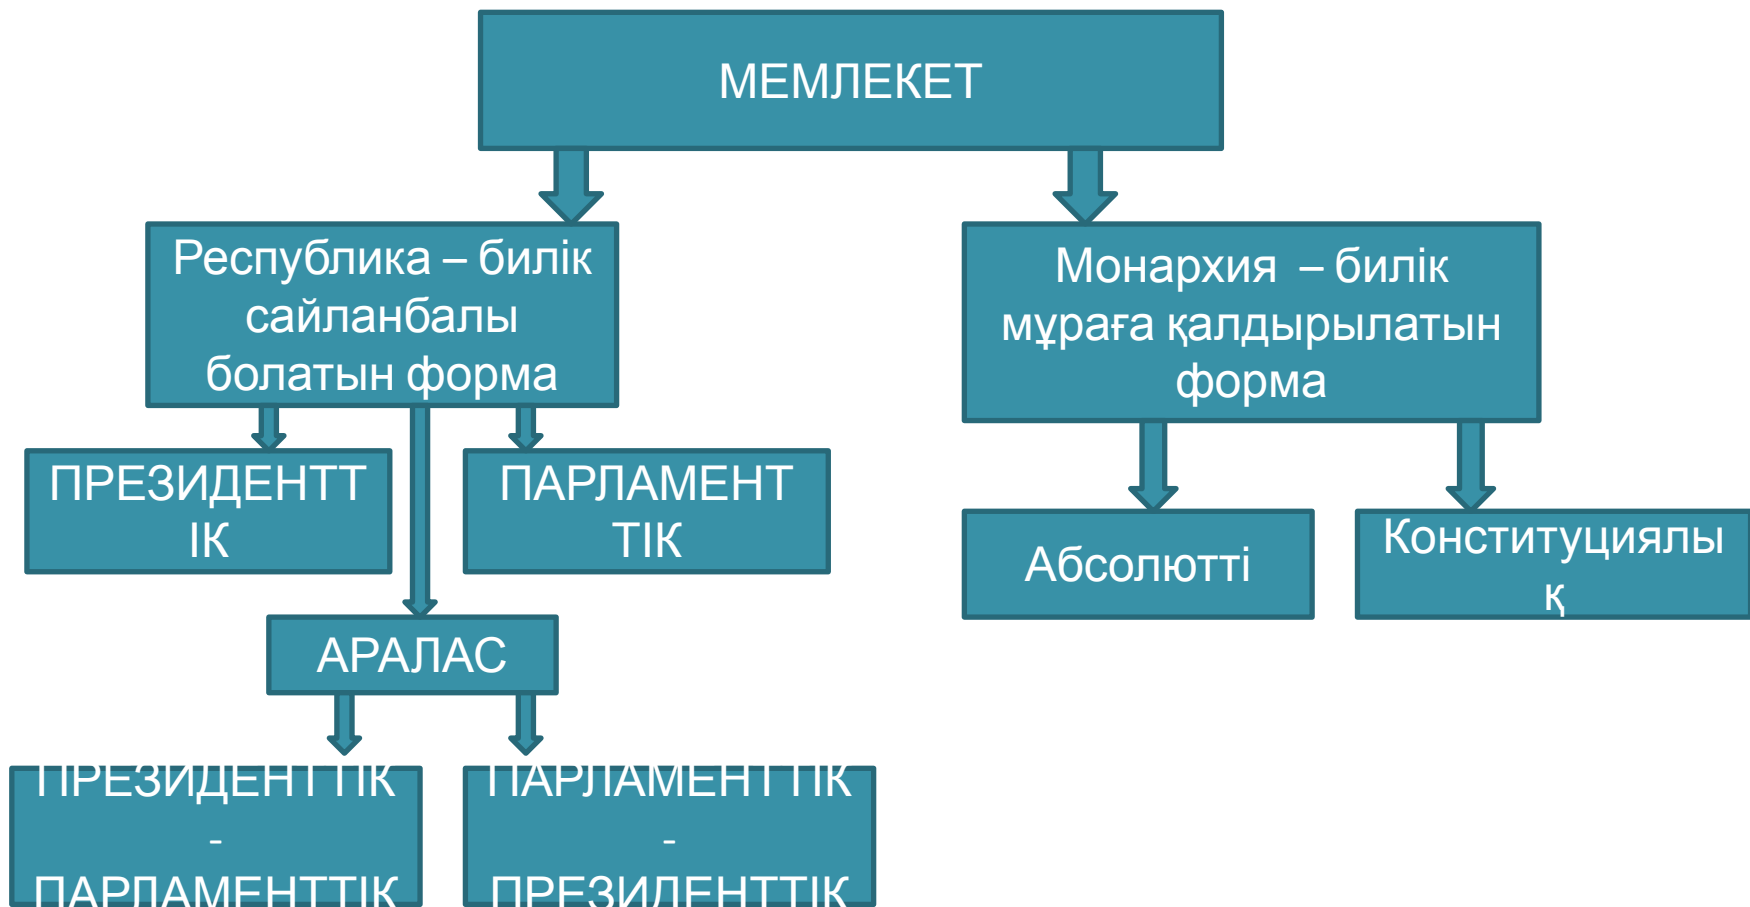 МЕМЛЕКЕТ
Республика – билік
сайланбалы
болатын форма
Монархия – билік
мұраға қалдырылатын
форма
ПРЕЗИДЕНТТ
ІК
ПАРЛАМЕНТ
ТІК
Абсолютті
Конституциялы
қ
АРАЛАС
ПРЕЗИДЕНТТІК
-
ПАРЛАМЕНТТІК
ПАРЛАМЕНТТІК
-
ПРЕЗИДЕНТТІК